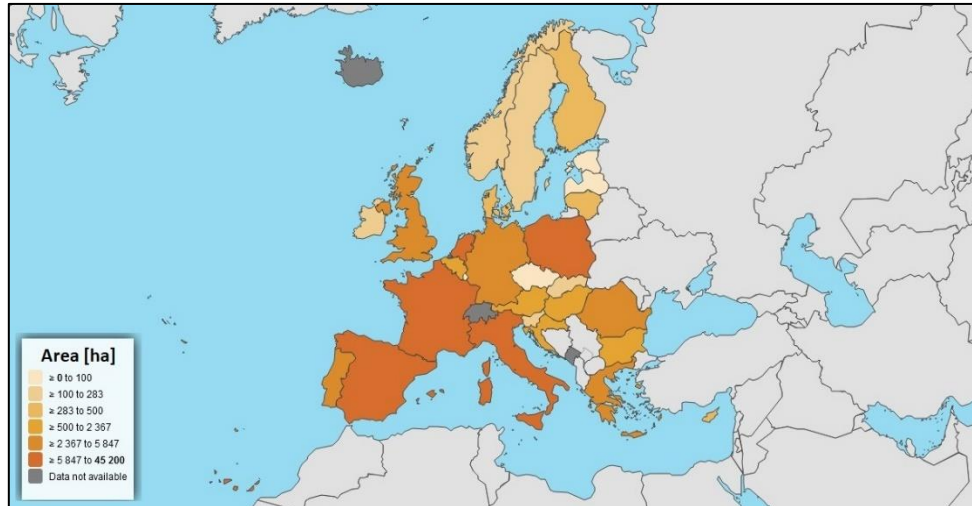 Area [ha]
≥ 0 to 100
≥ 100 to 283
≥ 283 to 500
≥ 500 to 2 367
≥ 2 367 to 5 847
≥ 5 847 to 45 200
Data not available